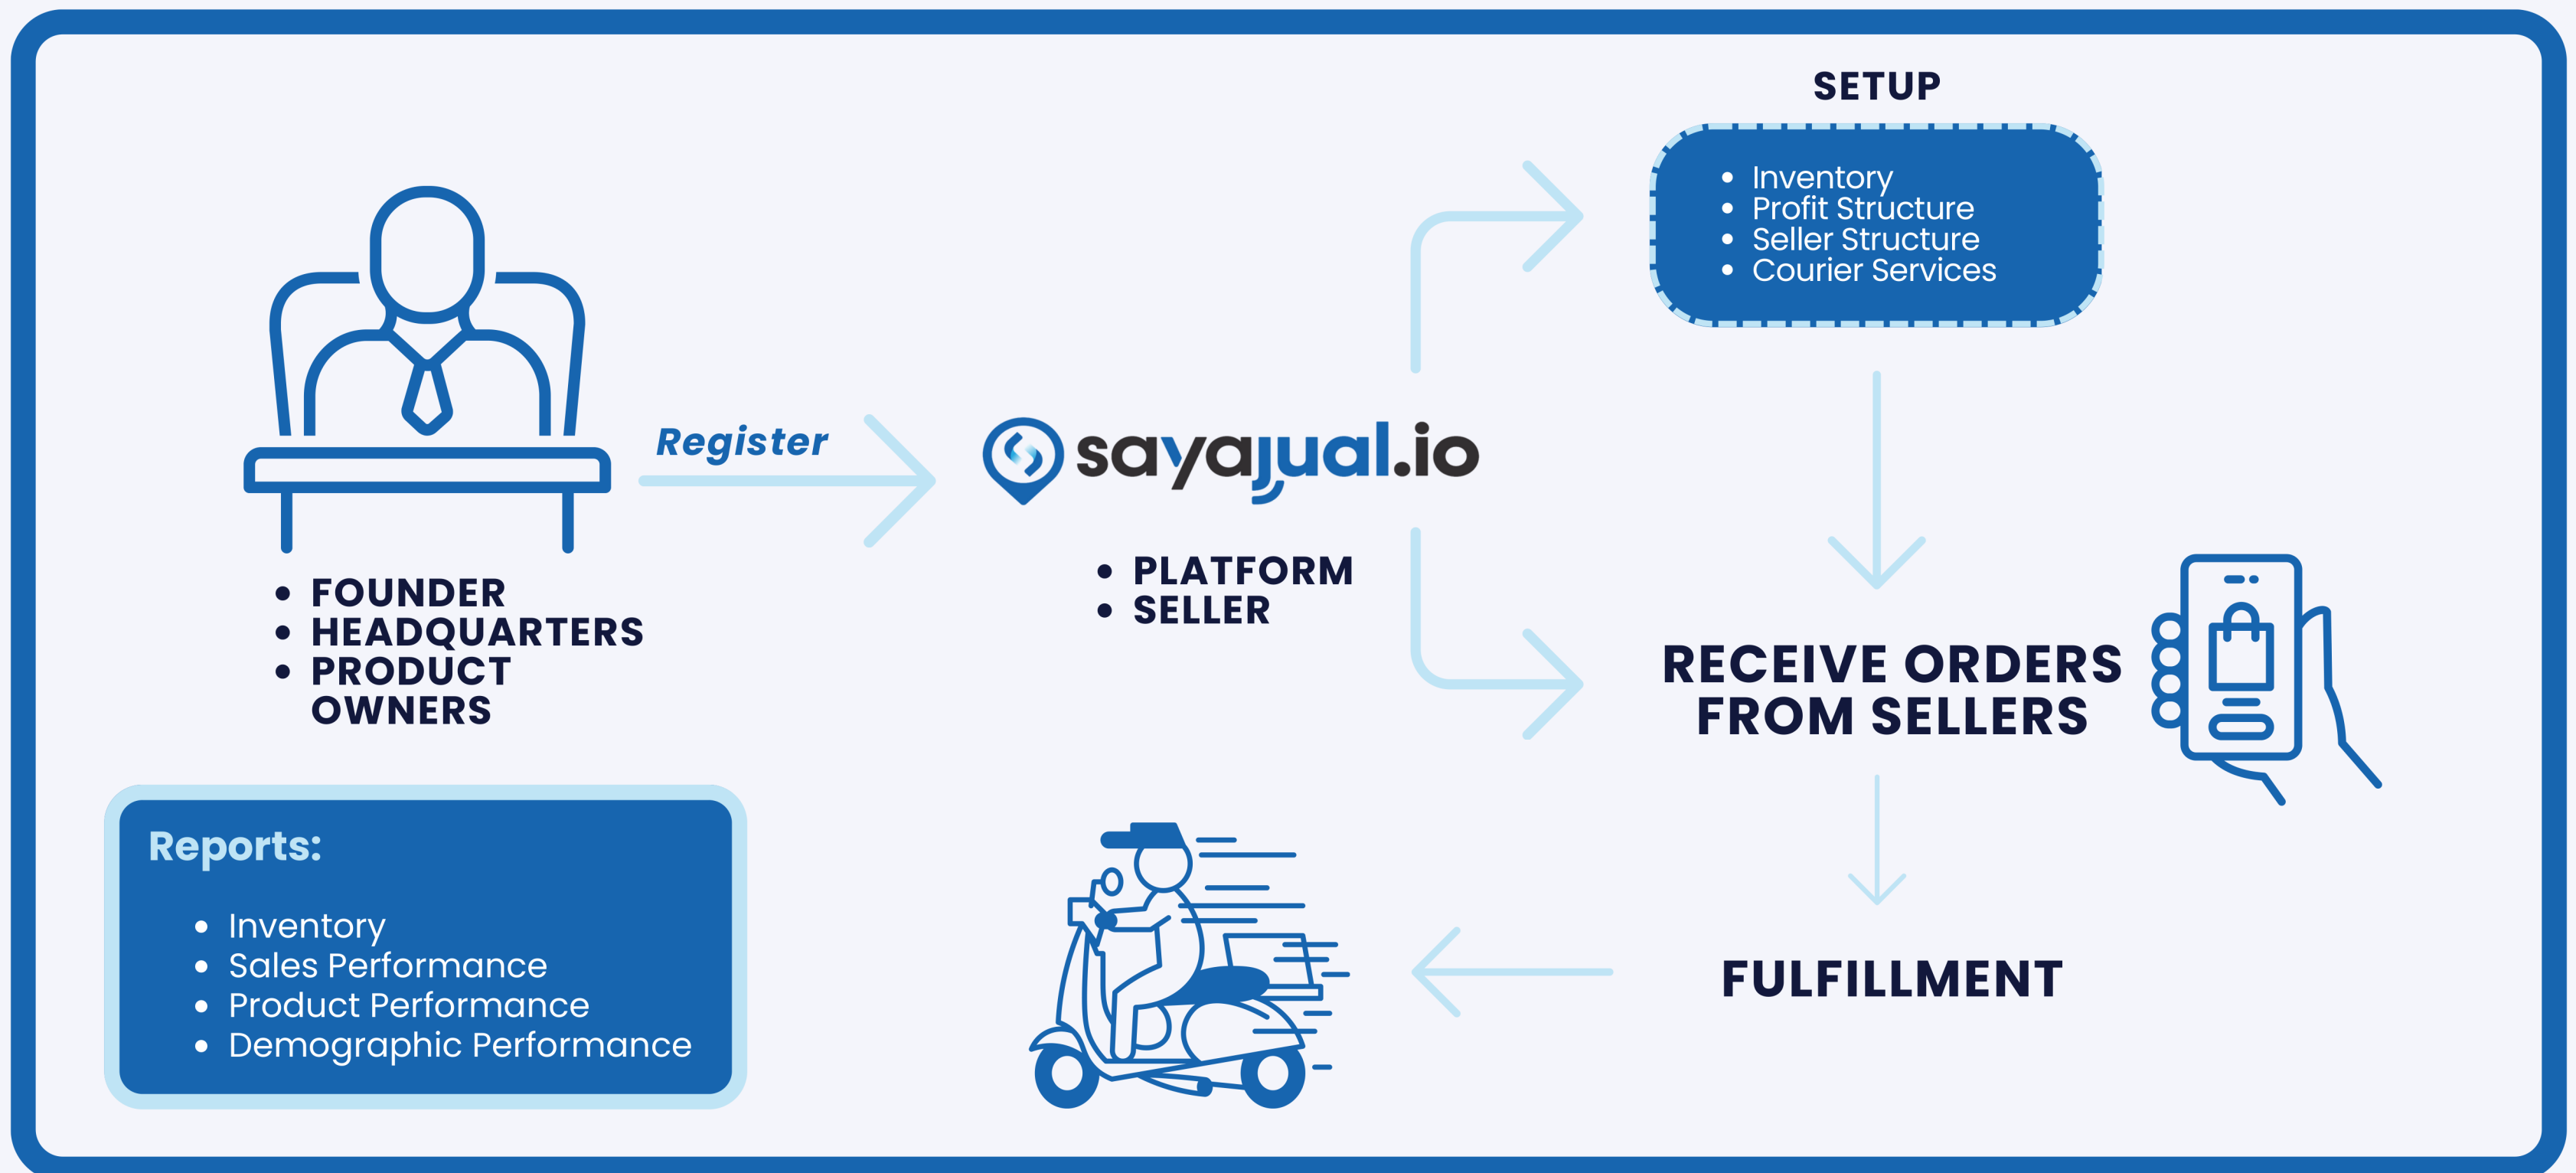 SETUP
• Inventory
• Profit Structure
• Seller Structure
• Courier Services
Register
sayajual.io
• FOUNDER
• HEADQUARTERS
• PRODUCT
OWNERS
• PLATFORM
• SELLER
RECEIVE ORDERS
FROM SELLERS
Reports:
• Inventory
• Sales Performance
• Product Performance
• Demographic Performance
FULFILLMENT